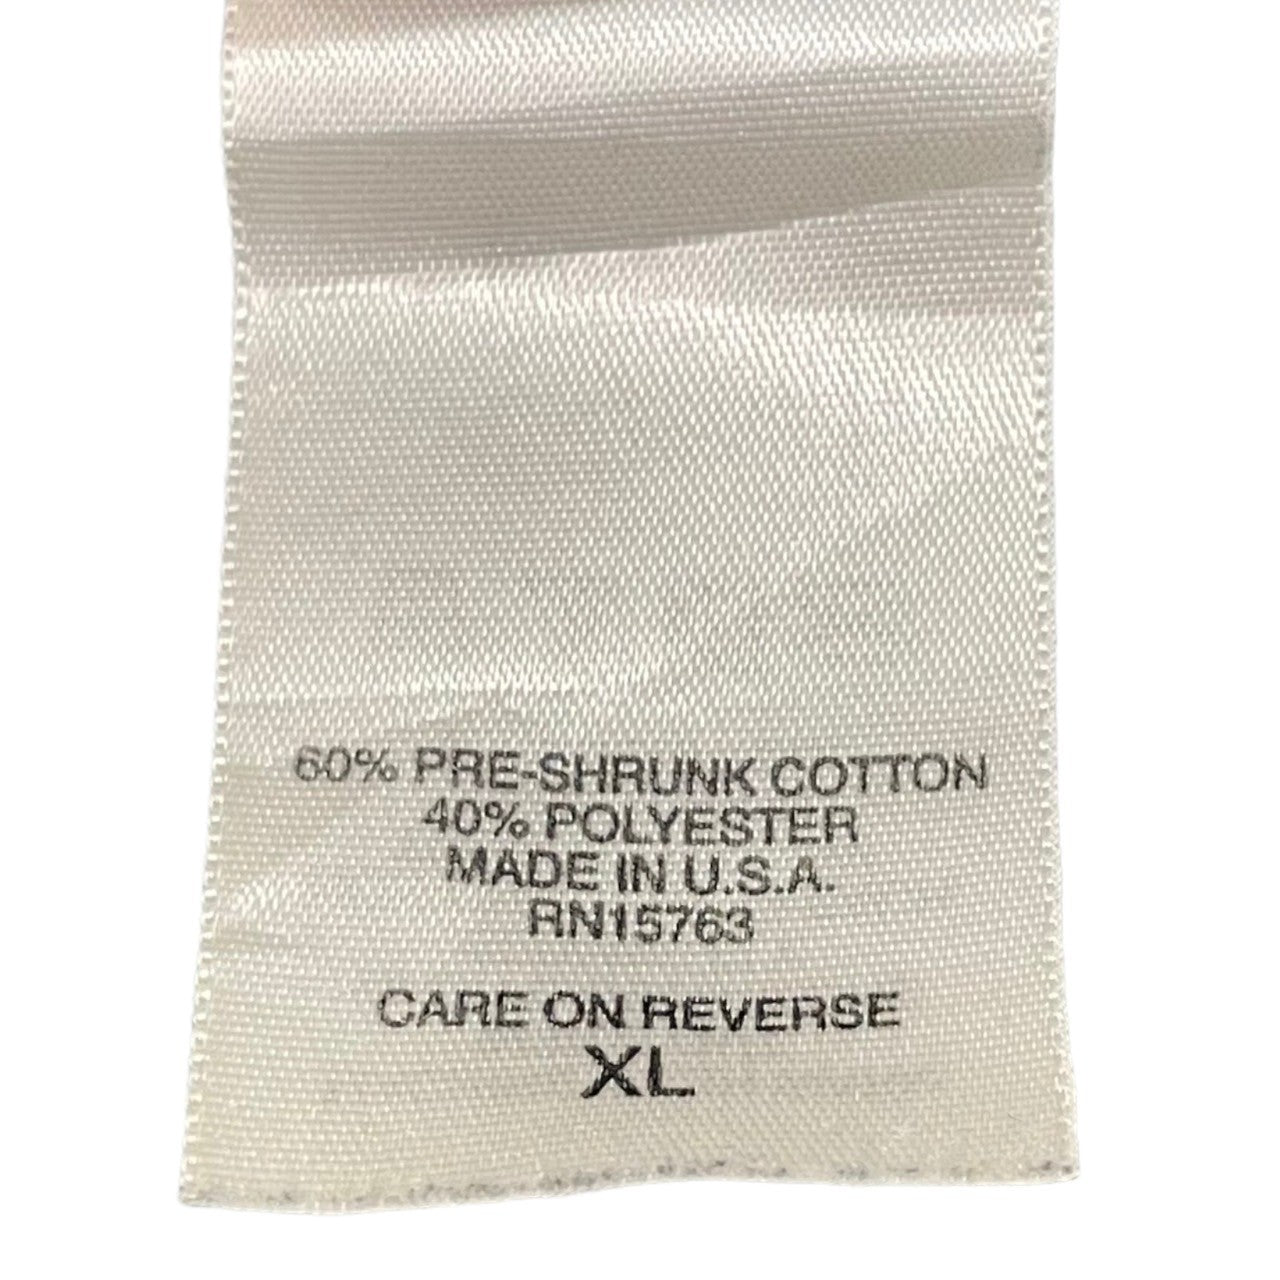 60% PRE-SHRUNK COTTON
40% POLYESTER
MADE IN U.S.A.
RN15763
CARE ON REVERSE
XL